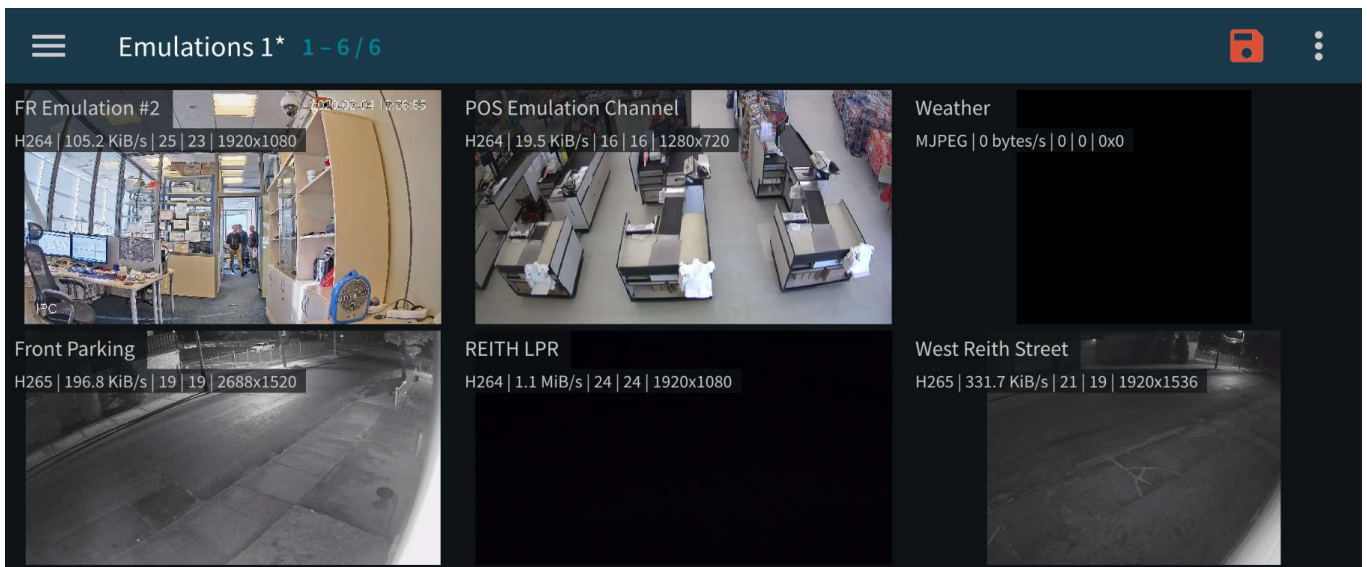 Emulations 1* 1 – 6 / 6
FR Emulation #2
H264 | 105.2 KiB/s | 25 | 23 | 1920x1080
IPC
POS Emulation Channel
H264 | 19.5 KiB/s | 16 | 16 | 1280x720
Weather
MJPEG | 0 bytes/s | 0 | 0 | 0x0
Front Parking
H265 | 196.8 KiB/s | 19 | 19 | 2688x1520
REITH LPR
H264 | 1.1 MiB/s | 24 | 24 | 1920x1080
West Reith Street
H265 | 331.7 KiB/s | 21 | 19 | 1920x1536